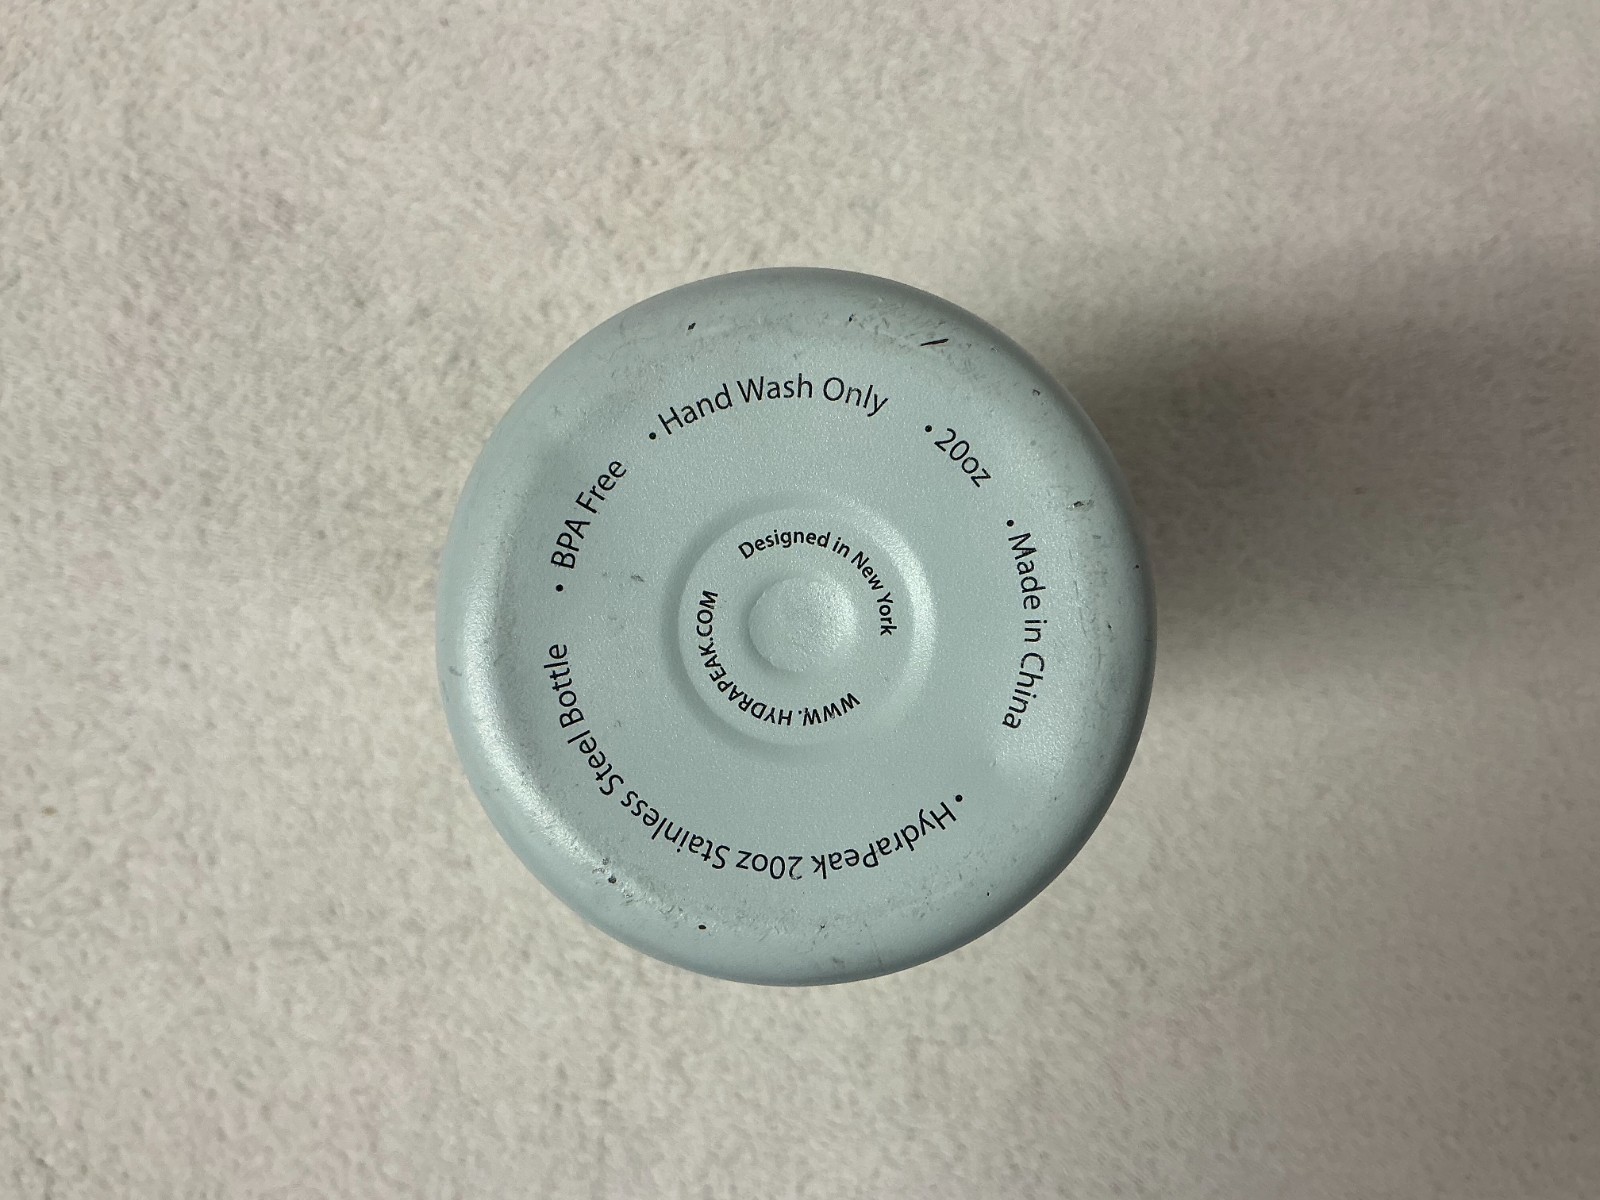 • HydraPeak 20oz Stainless Steel Bottle
• BPA Free
• Hand Wash Only
• 20oz
• Made in China
Designed in New York
WWW. HYDRAPEAK.COM